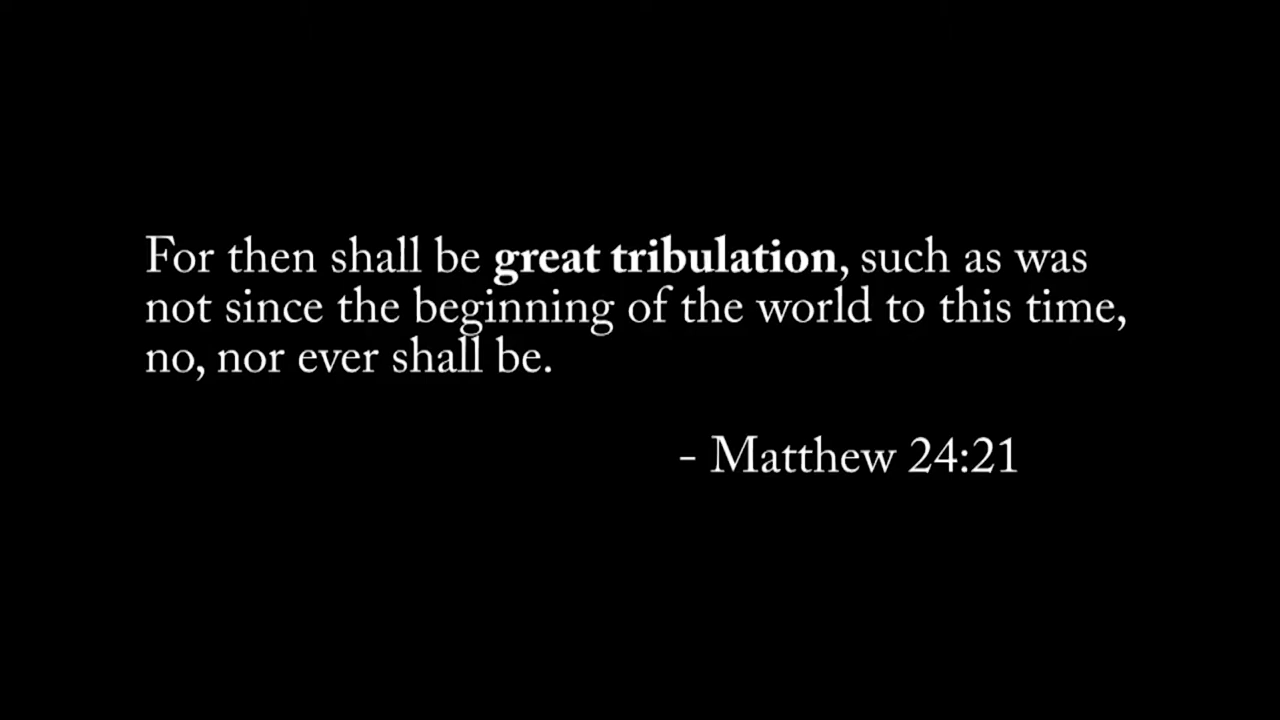 For then shall be great tribulation, such as was
not since the beginning of the world to this time,
no, nor ever shall be.
- Matthew 24:21